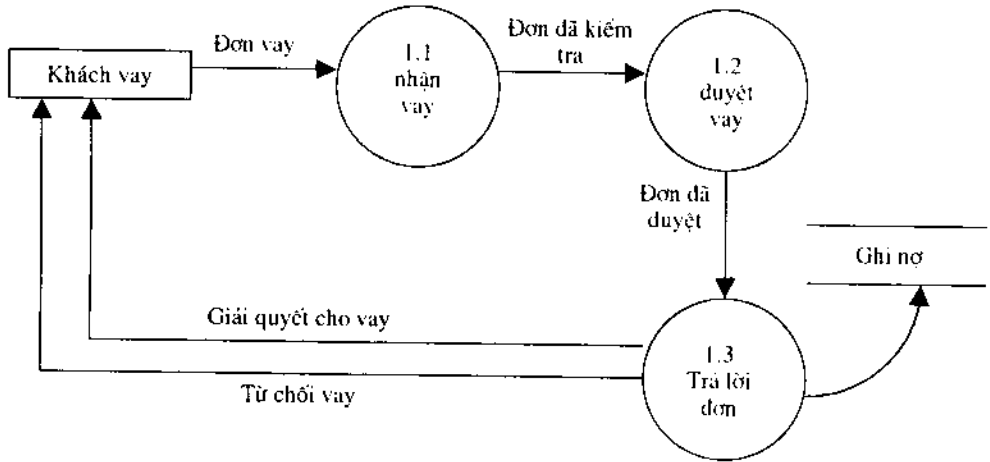 Đơn vay
Khách vay
1.1
nhận
vay
Đơn đã kiểm
tra
1.2
duyệt
vay
Đơn đã
duyệt
Ghi nợ
Giải quyết cho vay
Từ chối vay
1.3
Trả lời
đơn